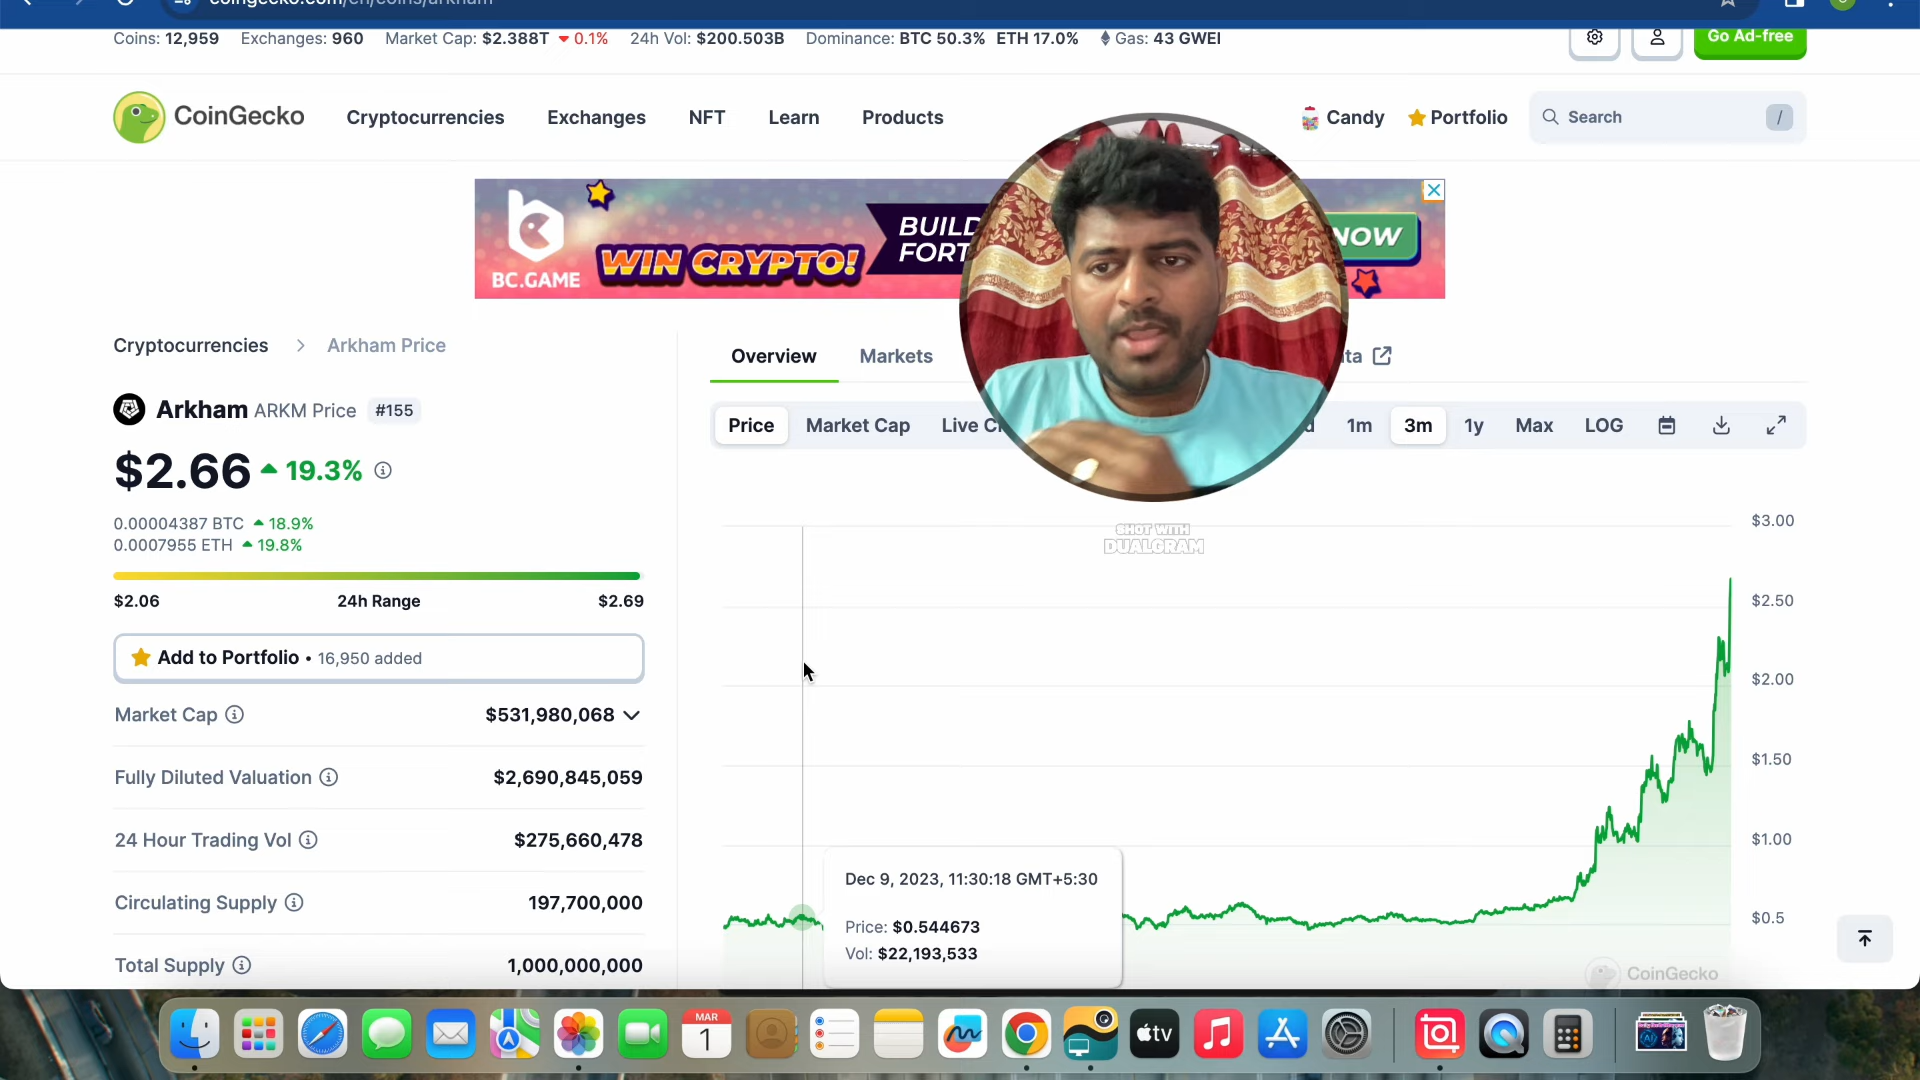 Coins: 12,959 Exchanges: 960 Market Cap: $2.388T 0.1% 24h Vol: $200.503B Dominance: BTC 50.3% ETH 17.0% Gas: 43 GWEI
Go Ad-free
CoinGecko Cryptocurrencies Exchanges NFT Learn Products Candy Portfolio Search /
BC.GAME WIN CRYPTO! BUILD NOW
Cryptocurrencies > Arkham Price
Overview Markets
Arkham ARKM Price #155
Price Market Cap 1m 3m 1y Max LOG
$2.66 19.3%
0.00004387 BTC 18.9%
0.0007955 ETH 19.8%
SHOT WITH
DUALGRAM
$2.06 24h Range $2.69
Add to Portfolio • 16,950 added
Market Cap $531,980,068
Fully Diluted Valuation $2,690,845,059
24 Hour Trading Vol $275,660,478
Circulating Supply 197,700,000
Total Supply 1,000,000,000
$3.00
$2.50
$2.00
$1.50
$1.00
$0.5
Dec 9, 2023, 11:30:18 GMT+5:30
Price: $0.544673
Vol: $22,193,533
CoinGecko
MAR
1
tv